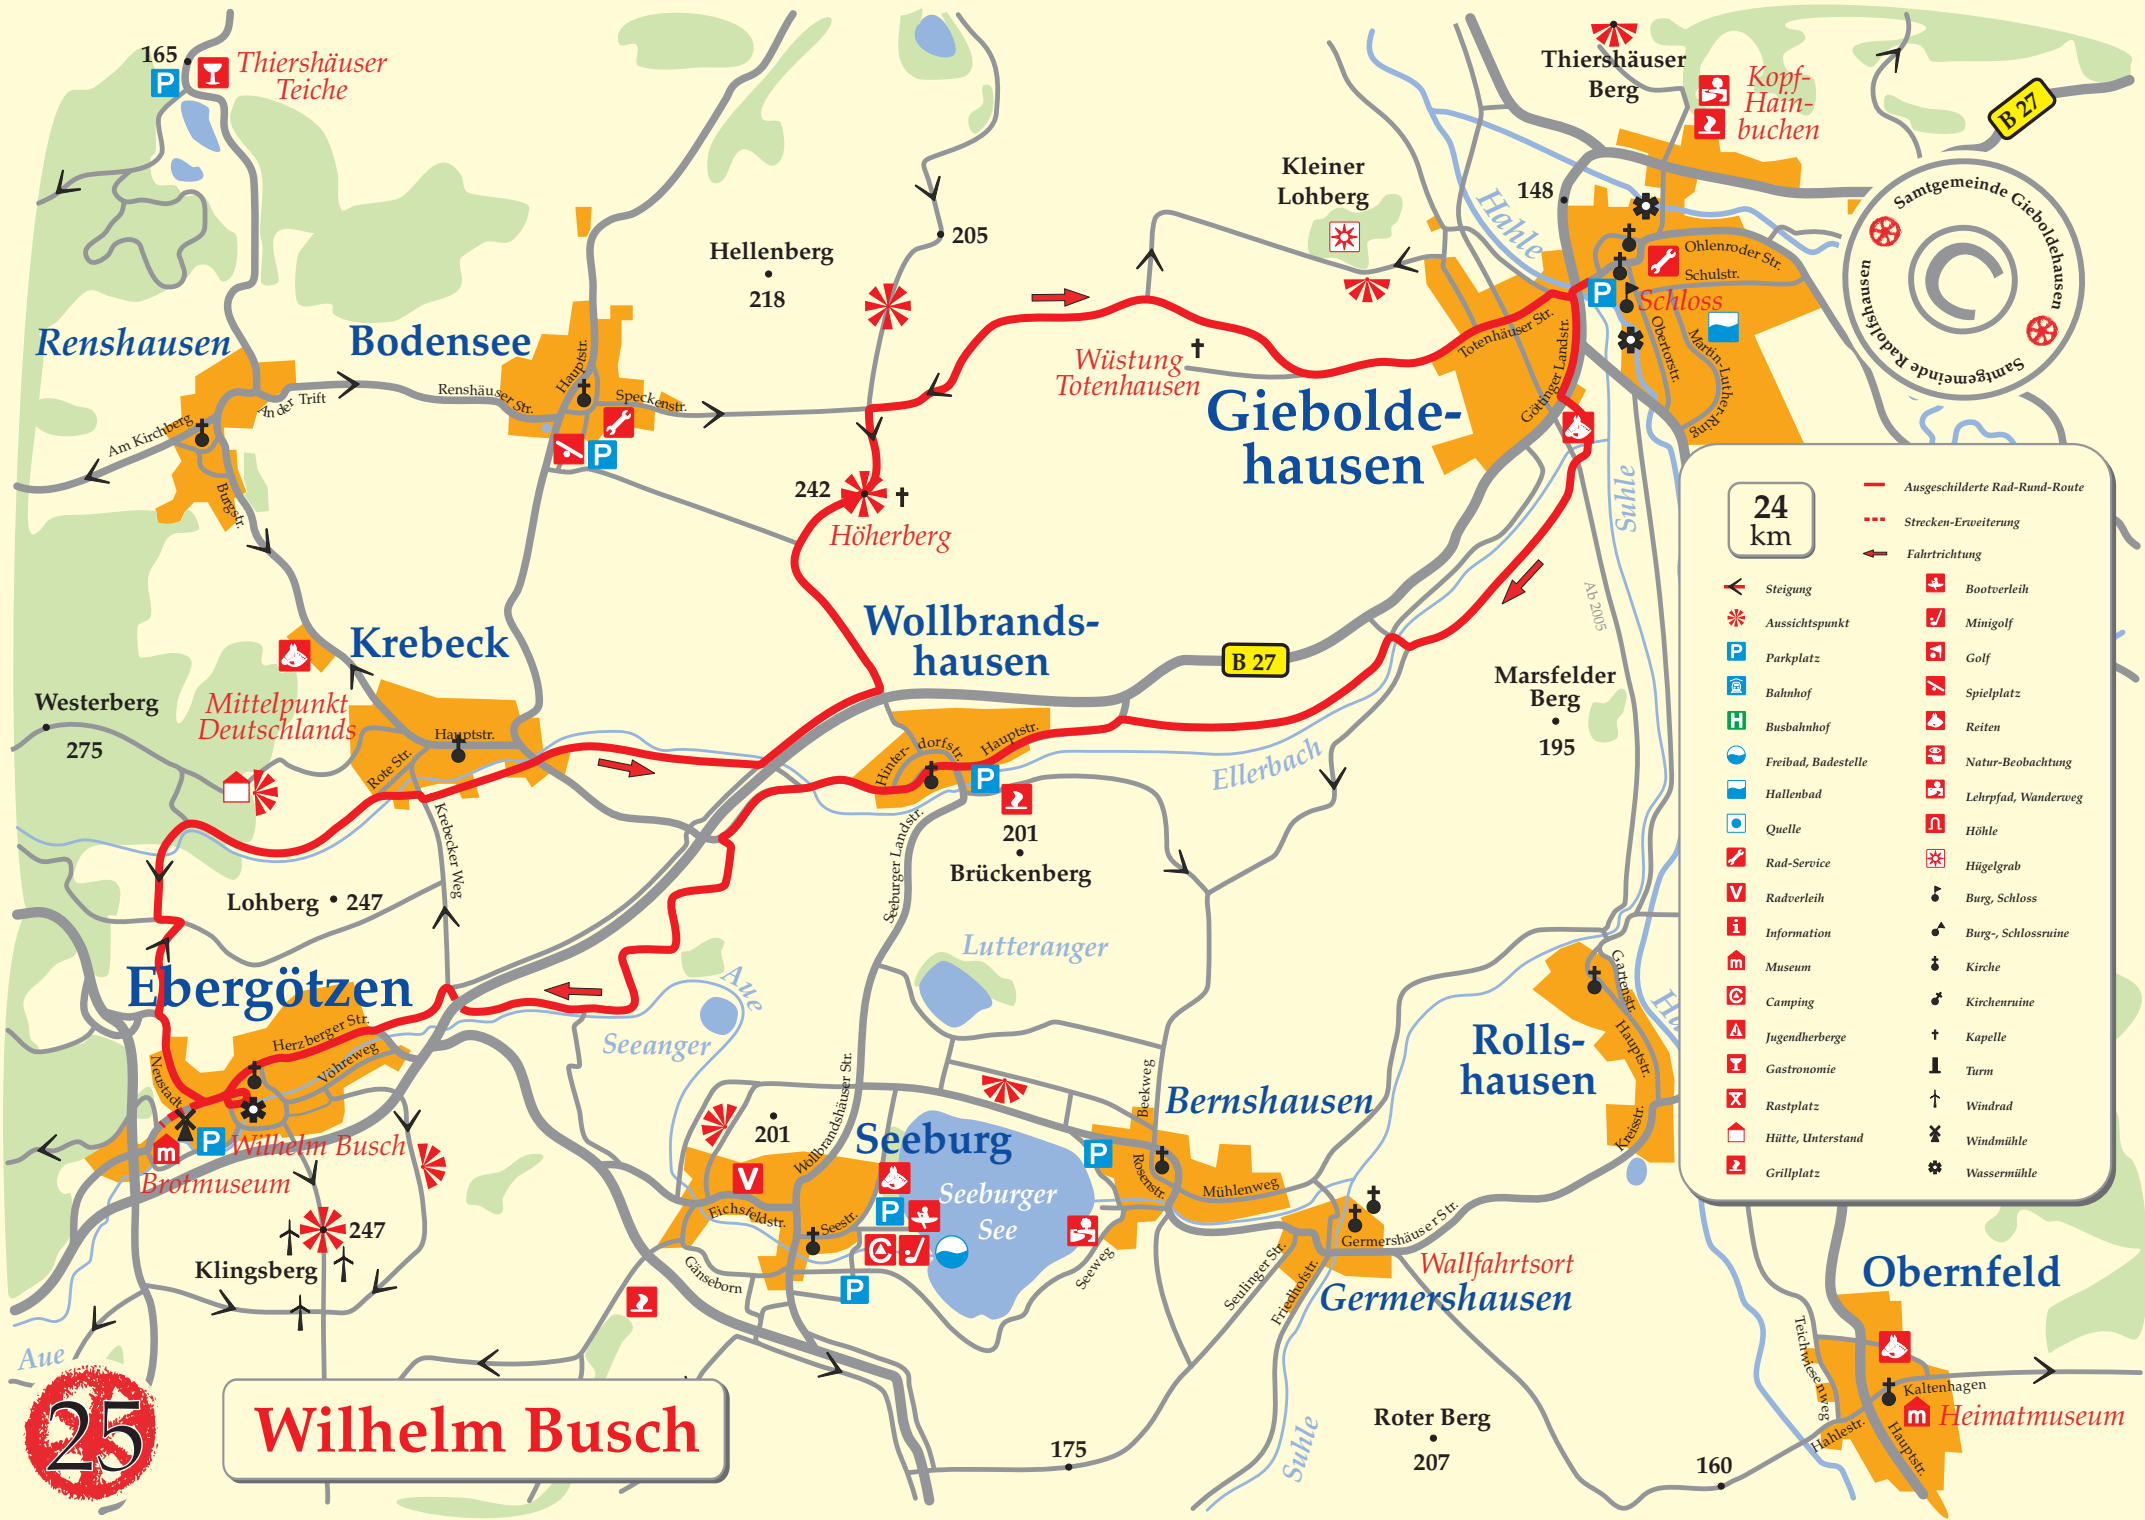 165
Thiershäuser
Teiche
Thiershäuser
Berg
Kopf-
Hain-
buchen
B 27
Kleiner
Lohberg
148
Hahle
Samtgemeinde Gieboldehausen
Samtgemeinde Radolfshausen
Hellenberg
218
205
Ohlenroder Str.
Schulstr.
Schloss
Renshausen
Bodensee
Hauptstr.
Renshäuser Str.
Speckenstr.
An der Trift
Am Kirchberg
Burgstr.
Wüstung
Totenhausen
Totenhäuser Str.
Göttinger Landstr.
Obertorstr.
Martin-Luther-Ring
Giebolde-
hausen
242
Höherberg
Suhle
Ab 2005
24
km
Ausgeschilderte Rad-Rund-Route
Strecken-Erweiterung
Fahrtrichtung
Steigung
Aussichtspunkt
Parkplatz
Bahnhof
Busbahnhof
Freibad, Badestelle
Hallenbad
Quelle
Rad-Service
Radverleih
Information
Museum
Camping
Jugendherberge
Gastronomie
Rastplatz
Hütte, Unterstand
Grillplatz
Bootverleih
Minigolf
Golf
Spielplatz
Reiten
Natur-Beobachtung
Lehrpfad, Wanderweg
Höhle
Hügelgrab
Burg, Schloss
Burg-, Schlossruine
Kirche
Kirchenruine
Kapelle
Turm
Windrad
Windmühle
Wassermühle
Krebeck
Wollbrands-
hausen
B 27
Marsfelder
Berg
195
Westerberg
275
Mittelpunkt
Deutschlands
Hauptstr.
Rote Str.
Krebecker Weg
Hinter-
dorfstr.
Hauptstr.
Ellerbach
201
Brückenberg
Seeburger Landstr.
Lohberg
247
Lutteranger
Aue
Seeanger
Ebergötzen
Herzberger Str.
Vöhreweg
Neustadt
Wilhelm Busch
Brotmuseum
Rolls-
hausen
Gartenstr.
Hauptstr.
Kreisstr.
Beekweg
Bernshausen
201
Seeburg
Wollbrandshäuser Str.
Eichsfeldstr.
Seestr.
Gänseborn
Seeburger
See
Rosenstr.
Mühlenweg
Seeweg
247
Klingsberg
Germershäuser Str.
Wallfahrtsort
Germershausen
Seulinger Str.
Friedhofstr.
Obernfeld
Teichwiesenweg
Kaltenhagen
Heimatmuseum
Hahlestr.
Hauptstr.
Aue
25
Wilhelm Busch
Roter Berg
207
175
160
Suhle